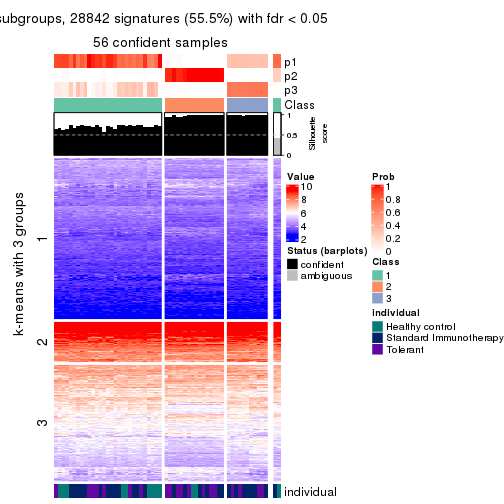 subgroups, 28842 signatures (55.5%) with fdr < 0.05
56 confident samples
p1
p2
p3
Class
1
0.5
0
Silhouette
score
k-means with 3 groups
1
2
3
individual
Value
10
8
6
4
2
Status (barplots)
confident
ambiguous
Prob
1
0.8
0.6
0.4
0.2
0
Class
1
2
3
individual
Healthy control
Standard Immunotherapy
Tolerant